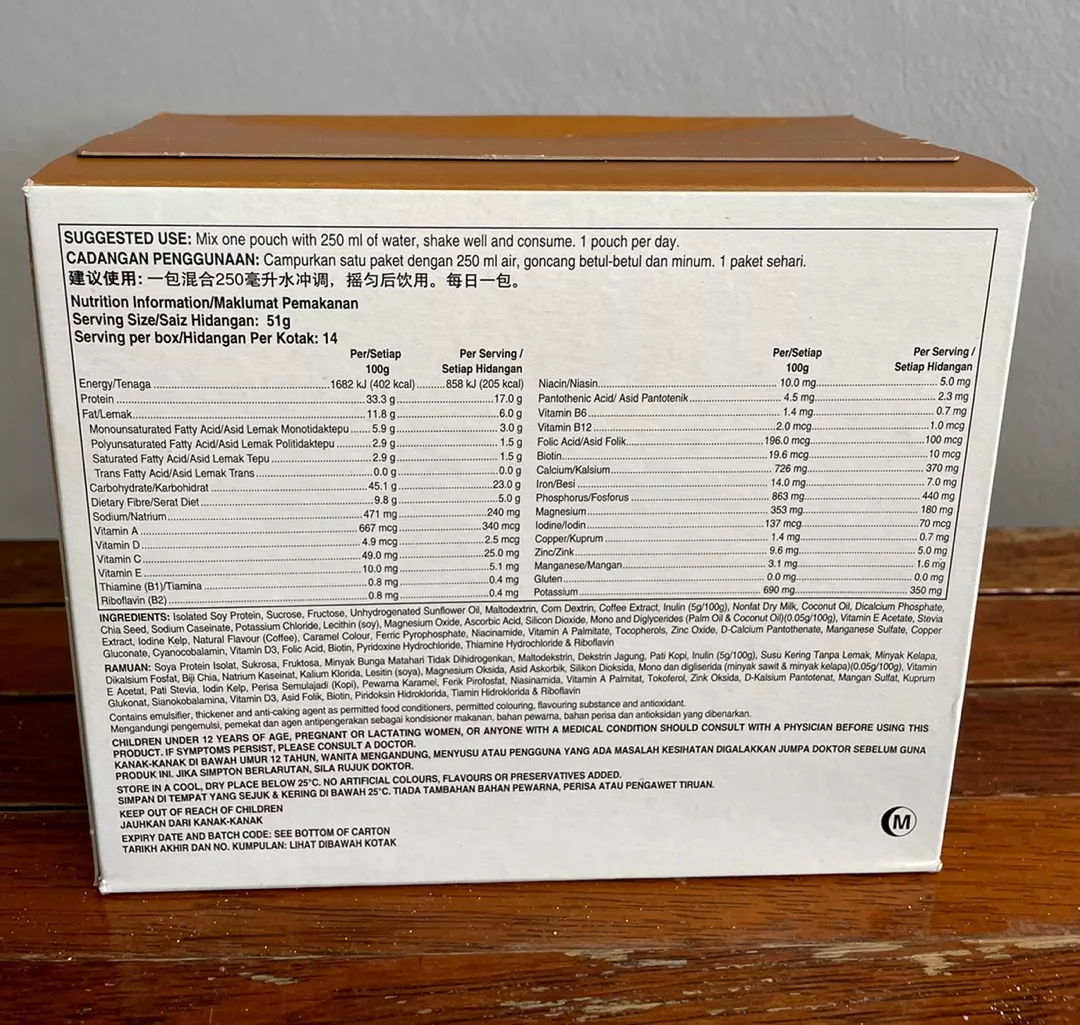 SUGGESTED USE: Mix one pouch with 250 ml of water, shake well and consume. 1 pouch per day.
CADANGAN PENGGUNAAN: Campurkan satu paket dengan 250 ml air, goncang betul-betul dan minum. 1 paket sehari.
建议使用: 一包混合250毫升水冲调，摇匀后饮用。每日一包。
Nutrition Information/Maklumat Pemakanan
Serving Size/Saiz Hidangan: 51g
Serving per box/Hidangan Per Kotak: 14
Per/Setiap 100g Per Serving / Setiap Hidangan
Energy/Tenaga 1682 kJ (402 kcal) 858 kJ (205 kcal)
Protein 33.3 g 17.0 g
Fat/Lemak 11.8 g 6.0 g
Monounsaturated Fatty Acid/Asid Lemak Monotidaktepu 5.9 g 3.0 g
Polyunsaturated Fatty Acid/Asid Lemak Politidaktepu 2.9 g 1.5 g
Saturated Fatty Acid/Asid Lemak Tepu 2.9 g 1.5 g
Trans Fatty Acid/Asid Lemak Trans 0.0 g 0.0 g
Carbohydrate/Karbohidrat 45.1 g 23.0 g
Dietary Fibre/Serat Diet 9.8 g 5.0 g
Sodium/Natrium 471 mg 240 mg
Vitamin A 667 mcg 340 mcg
Vitamin D 4.9 mcg 2.5 mcg
Vitamin C 49.0 mg 25.0 mg
Vitamin E 10.0 mg 5.1 mg
Thiamine (B1)/Tiamina 0.8 mg 0.4 mg
Riboflavin (B2) 0.8 mg 0.4 mg
Per/Setiap 100g Per Serving / Setiap Hidangan
Niacin/Niasin 10.0 mg 5.0 mg
Pantothenic Acid/ Asid Pantotenik 4.5 mg 2.3 mg
Vitamin B6 1.4 mg 0.7 mg
Vitamin B12 2.0 mcg 1.0 mcg
Folic Acid/Asid Folik 196.0 mcg 100 mcg
Biotin 19.6 mcg 10 mcg
Calcium/Kalsium 726 mg 370 mg
Iron/Besi 14.0 mg 7.0 mg
Phosphorus/Fosforus 863 mg 440 mg
Magnesium 353 mg 180 mg
Iodine/Iodin 137 mcg 70 mcg
Copper/Kuprum 1.4 mg 0.7 mg
Zinc/Zink 9.6 mg 5.0 mg
Manganese/Mangan 3.1 mg 1.6 mg
Gluten 0.0 mg 0.0 mg
Potassium 690 mg 350 mg
INGREDIENTS: Isolated Soy Protein, Sucrose, Fructose, Unhydrogenated Sunflower Oil, Maltodextrin, Corn Dextrin, Coffee Extract, Inulin (5g/100g), Nonfat Dry Milk, Coconut Oil, Dicalcium Phosphate,
Chia Seed, Sodium Caseinate, Potassium Chloride, Lecithin (soy), Magnesium Oxide, Ascorbic Acid, Silicon Dioxide, Mono and Diglycerides (Palm Oil & Coconut Oil)(0.05g/100g), Vitamin E Acetate, Stevia
Extract, Iodine Kelp, Natural Flavour (Coffee), Caramel Colour, Ferric Pyrophosphate, Niacinamide, Vitamin A Palmitate, Tocopherols, Zinc Oxide, D-Calcium Pantothenate, Manganese Sulfate, Copper
Gluconate, Cyanocobalamin, Vitamin D3, Folic Acid, Biotin, Pyridoxine Hydrochloride, Thiamine Hydrochloride & Riboflavin
RAMUAN: Soya Protein Isolat, Sukrosa, Fruktosa, Minyak Bunga Matahari Tidak Dihidrogenkan, Maltodekstrin, Dekstrin Jagung, Pati Kopi, Inulin (5g/100g), Susu Kering Tanpa Lemak, Minyak Kelapa,
Dikalsium Fosfat, Biji Chia, Natrium Kaseinat, Kalium Klorida, Lesitin (soya), Magnesium Oksida, Asid Askorbik, Silikon Dioksida, Mono dan digliserida (minyak sawit & minyak kelapa)(0.05g/100g), Vitamin
E Acetat, Pati Stevia, Iodin Kelp, Perisa Semulajadi (Kopi), Pewarna Karamel, Ferik Pirofosfat, Niasinamida, Vitamin A Palmitat, Tokoferol, Zink Oksida, D-Kalsium Pantotenat, Mangan Sulfat, Kuprum
Glukonat, Sianokobalamina, Vitamin D3, Asid Folik, Biotin, Piridoksin Hidroklorida, Tiamin Hidroklorida & Riboflavin
Contains emulsifier, thickener and anti-caking agent as permitted food conditioners, permitted colouring, flavouring substance and antioxidant.
Mengandungi pengemulsi, pemekat dan agen antipengerakan sebagai kondisioner makanan, bahan pewarna, bahan perisa dan antioksidan yang dibenarkan.
CHILDREN UNDER 12 YEARS OF AGE, PREGNANT OR LACTATING WOMEN, OR ANYONE WITH A MEDICAL CONDITION SHOULD CONSULT WITH A PHYSICIAN BEFORE USING THIS
PRODUCT. IF SYMPTOMS PERSIST, PLEASE CONSULT A DOCTOR.
KANAK-KANAK DI BAWAH UMUR 12 TAHUN, WANITA MENGANDUNG, MENYUSU ATAU PENGGUNA YANG ADA MASALAH KESIHATAN DIGALAKKAN JUMPA DOKTOR SEBELUM GUNA
PRODUK INI. JIKA SIMPTON BERLARUTAN, SILA RUJUK DOKTOR.
STORE IN A COOL, DRY PLACE BELOW 25°C. NO ARTIFICIAL COLOURS, FLAVOURS OR PRESERVATIVES ADDED.
SIMPAN DI TEMPAT YANG SEJUK & KERING DI BAWAH 25°C. TIADA TAMBAHAN BAHAN PEWARNA, PERISA ATAU PENGAWET TIRUAN.
KEEP OUT OF REACH OF CHILDREN
JAUHKAN DARI KANAK-KANAK
EXPIRY DATE AND BATCH CODE: SEE BOTTOM OF CARTON
TARIKH AKHIR DAN NO. KUMPULAN: LIHAT DIBAWAH KOTAK
M